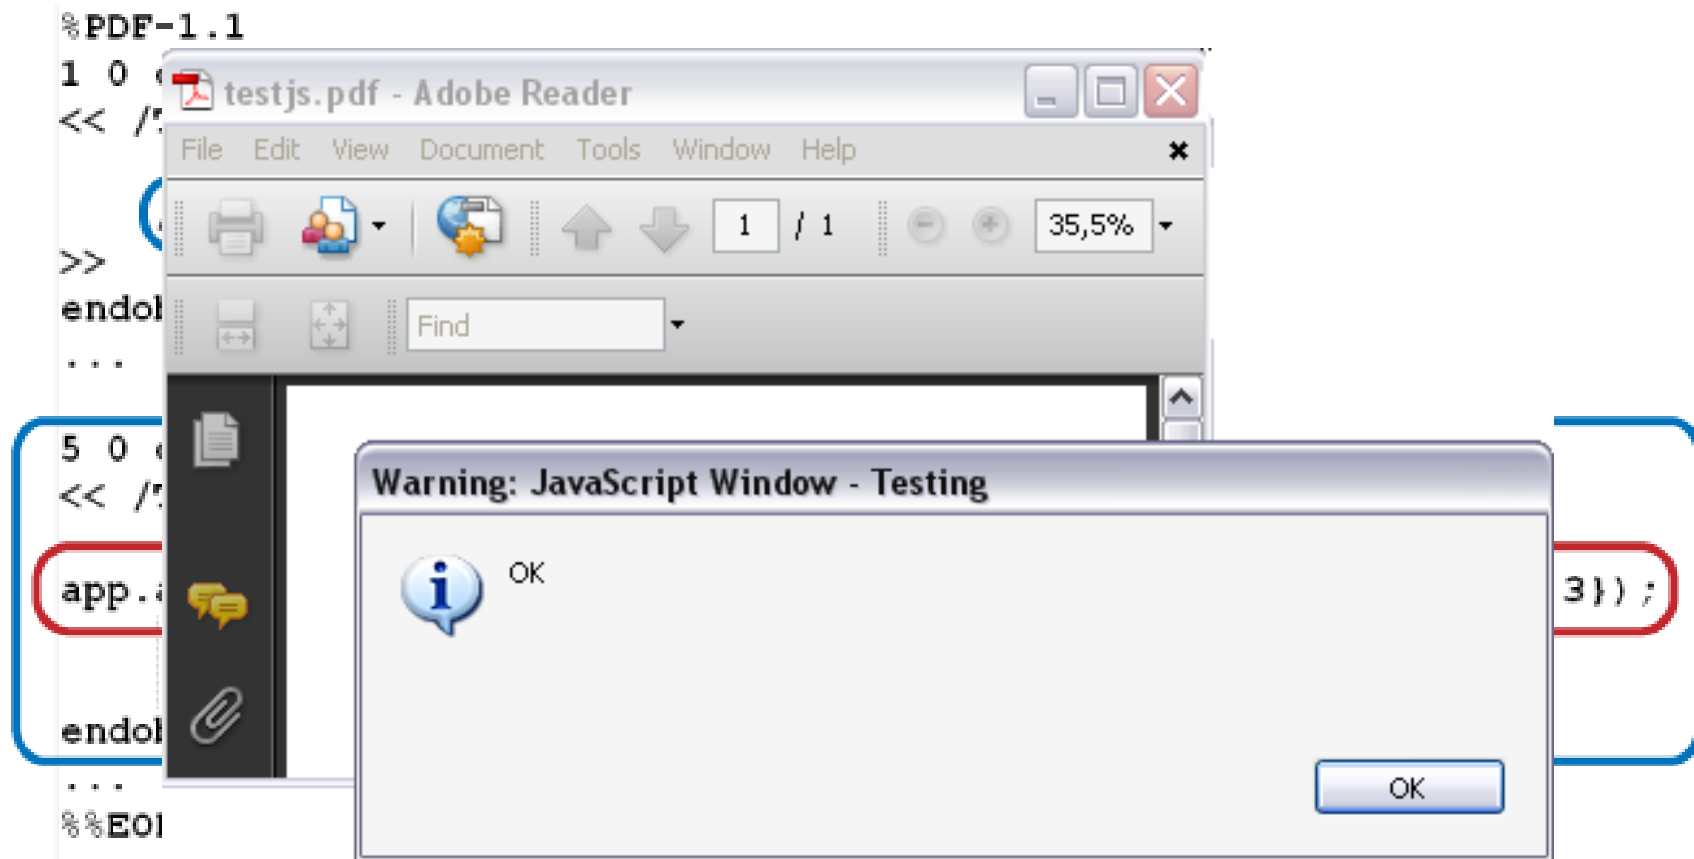 %PDF-1.1
1 0
<< /
>>
endo
...
5 0
<< /
app.
3});
endo
...
%%EO
testjs.pdf - Adobe Reader
File Edit View Document Tools Window Help
1 / 1 35,5%
Find
Warning: JavaScript Window - Testing
OK
OK